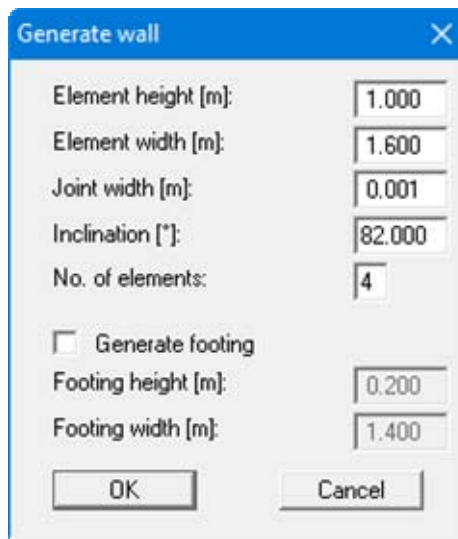 Generate wall
Element height [m]: 1.000
Element width [m]: 1.600
Joint width [m]: 0.001
Inclination [°]: 82.000
No. of elements: 4
Generate footing
Footing height [m]: 0.200
Footing width [m]: 1.400
OK Cancel